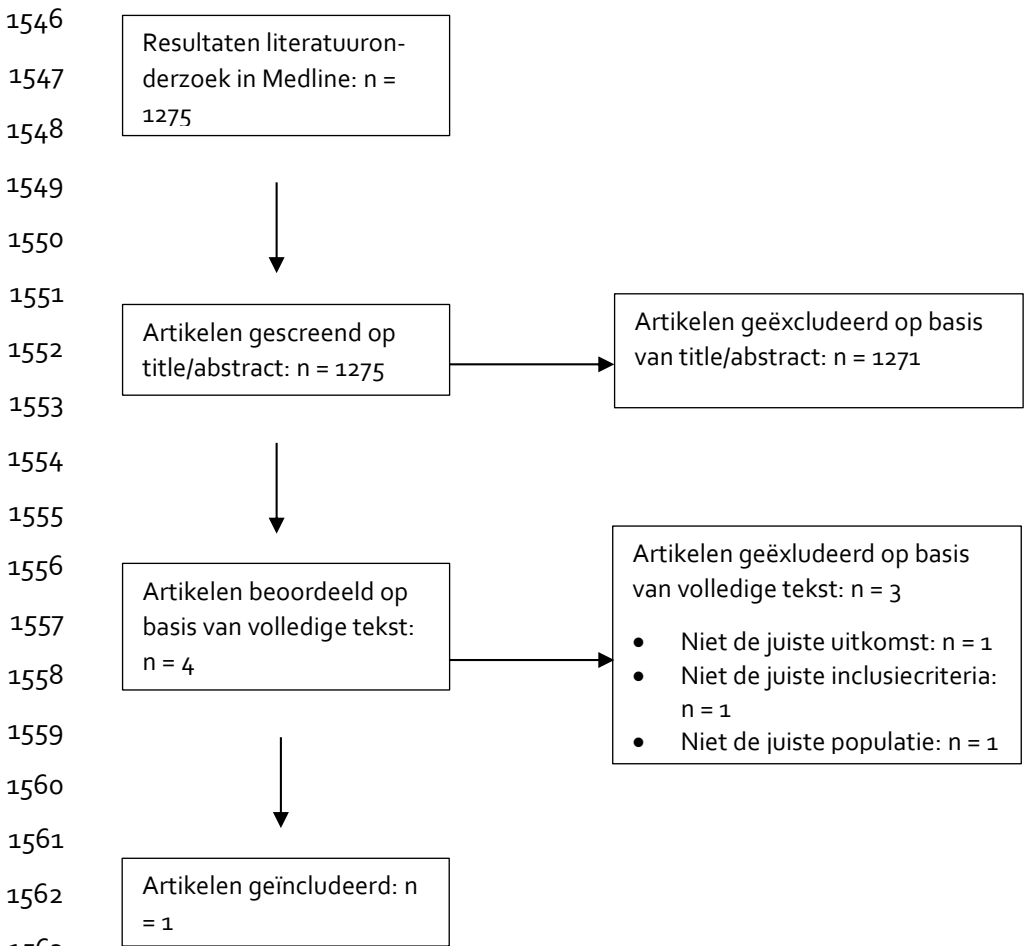 1546
Resultaten literatuuron-
1547
derzoek in Medline: n =
1275
1548
1549
1550
1551
Artikelen gescreend op
Artikelen geëxcludeerd op basis
1552
title/abstract: n = 1275
van title/abstract: n = 1271
1553
1554
1555
1556
Artikelen beoordeeld op
basis van volledige tekst:
n = 4
Artikelen geëxludeerd op basis
van volledige tekst: n = 3
1557
• Niet de juiste uitkomst: n = 1
1558
• Niet de juiste inclusiecriteria:
n = 1
1559
• Niet de juiste populatie: n = 1
1560
1561
1562
Artikelen geïncludeerd: n
= 1